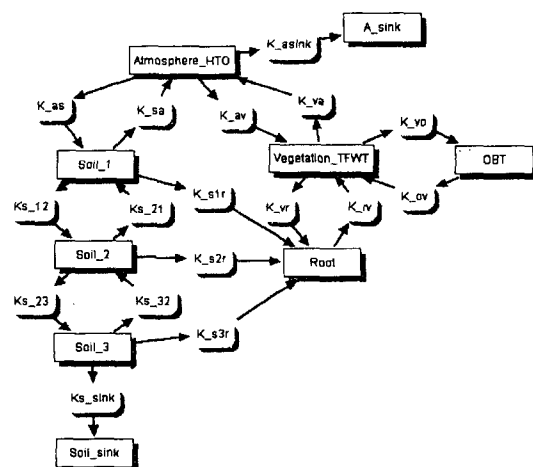 A_sink
K_asink
Atmosphere_HTO
K_as
K_sa
K_av
K_va
K_vo
Soil_1
Vegetation_TFWT
OBT
Ks_12
Ks_21
K_s1r
K_vr
K_rv
K_ov
Soil_2
K_s2r
Root
Ks_23
Ks_32
K_s3r
Soil_3
Ks_sink
Soil_sink